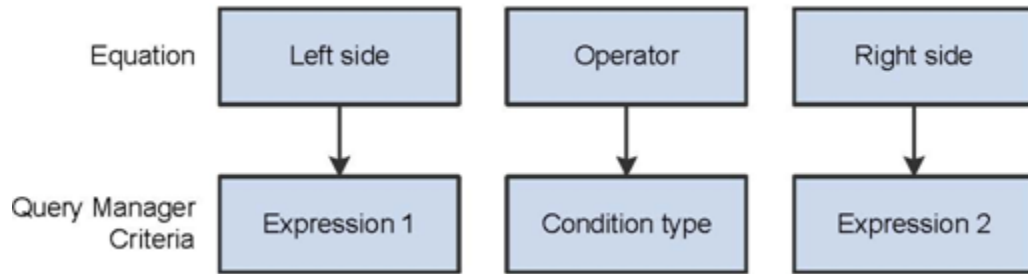 Equation
Left side
Operator
Right side
Query Manager
Criteria
Expression 1
Condition type
Expression 2